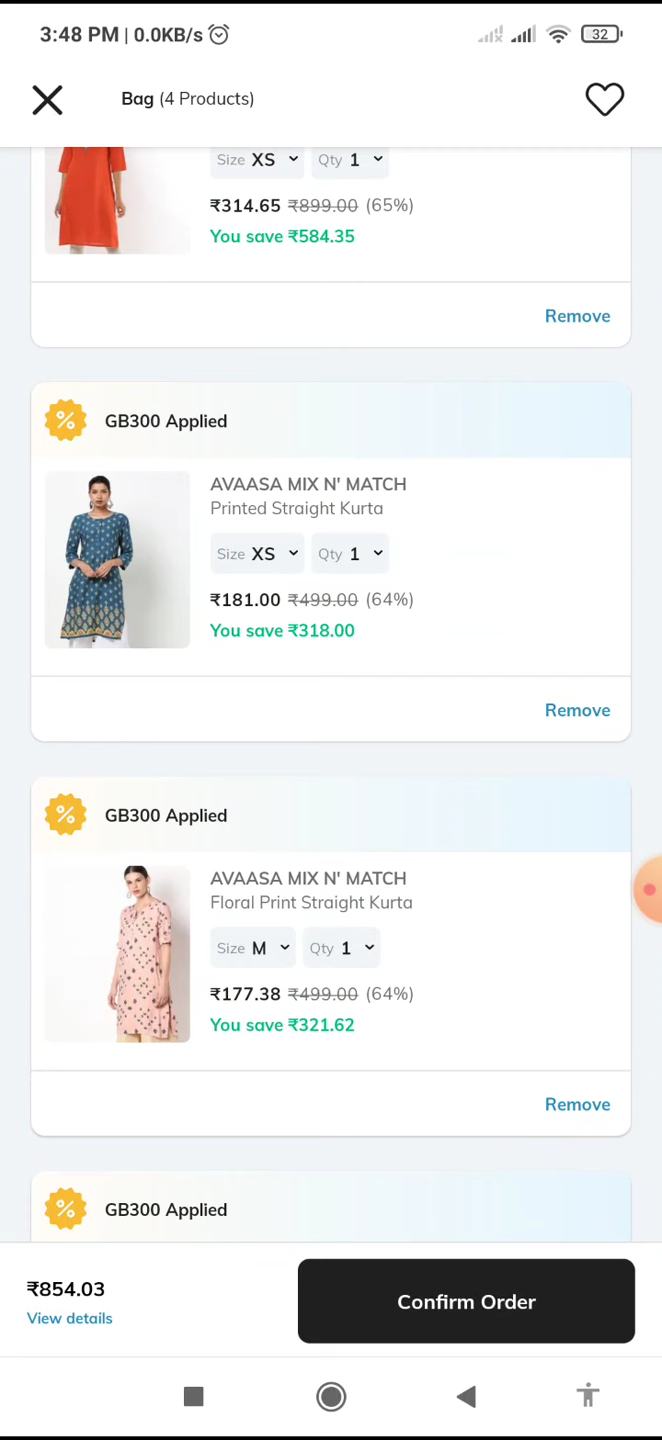 3:48 PM | 0.0KB/s
32
Bag (4 Products)
Size XS Qty 1
₹314.65 ₹899.00 (65%)
You save ₹584.35
Remove
GB300 Applied
AVAASA MIX N' MATCH
Printed Straight Kurta
Size XS Qty 1
₹181.00 ₹499.00 (64%)
You save ₹318.00
Remove
GB300 Applied
AVAASA MIX N' MATCH
Floral Print Straight Kurta
Size M Qty 1
₹177.38 ₹499.00 (64%)
You save ₹321.62
Remove
GB300 Applied
₹854.03
View details
Confirm Order